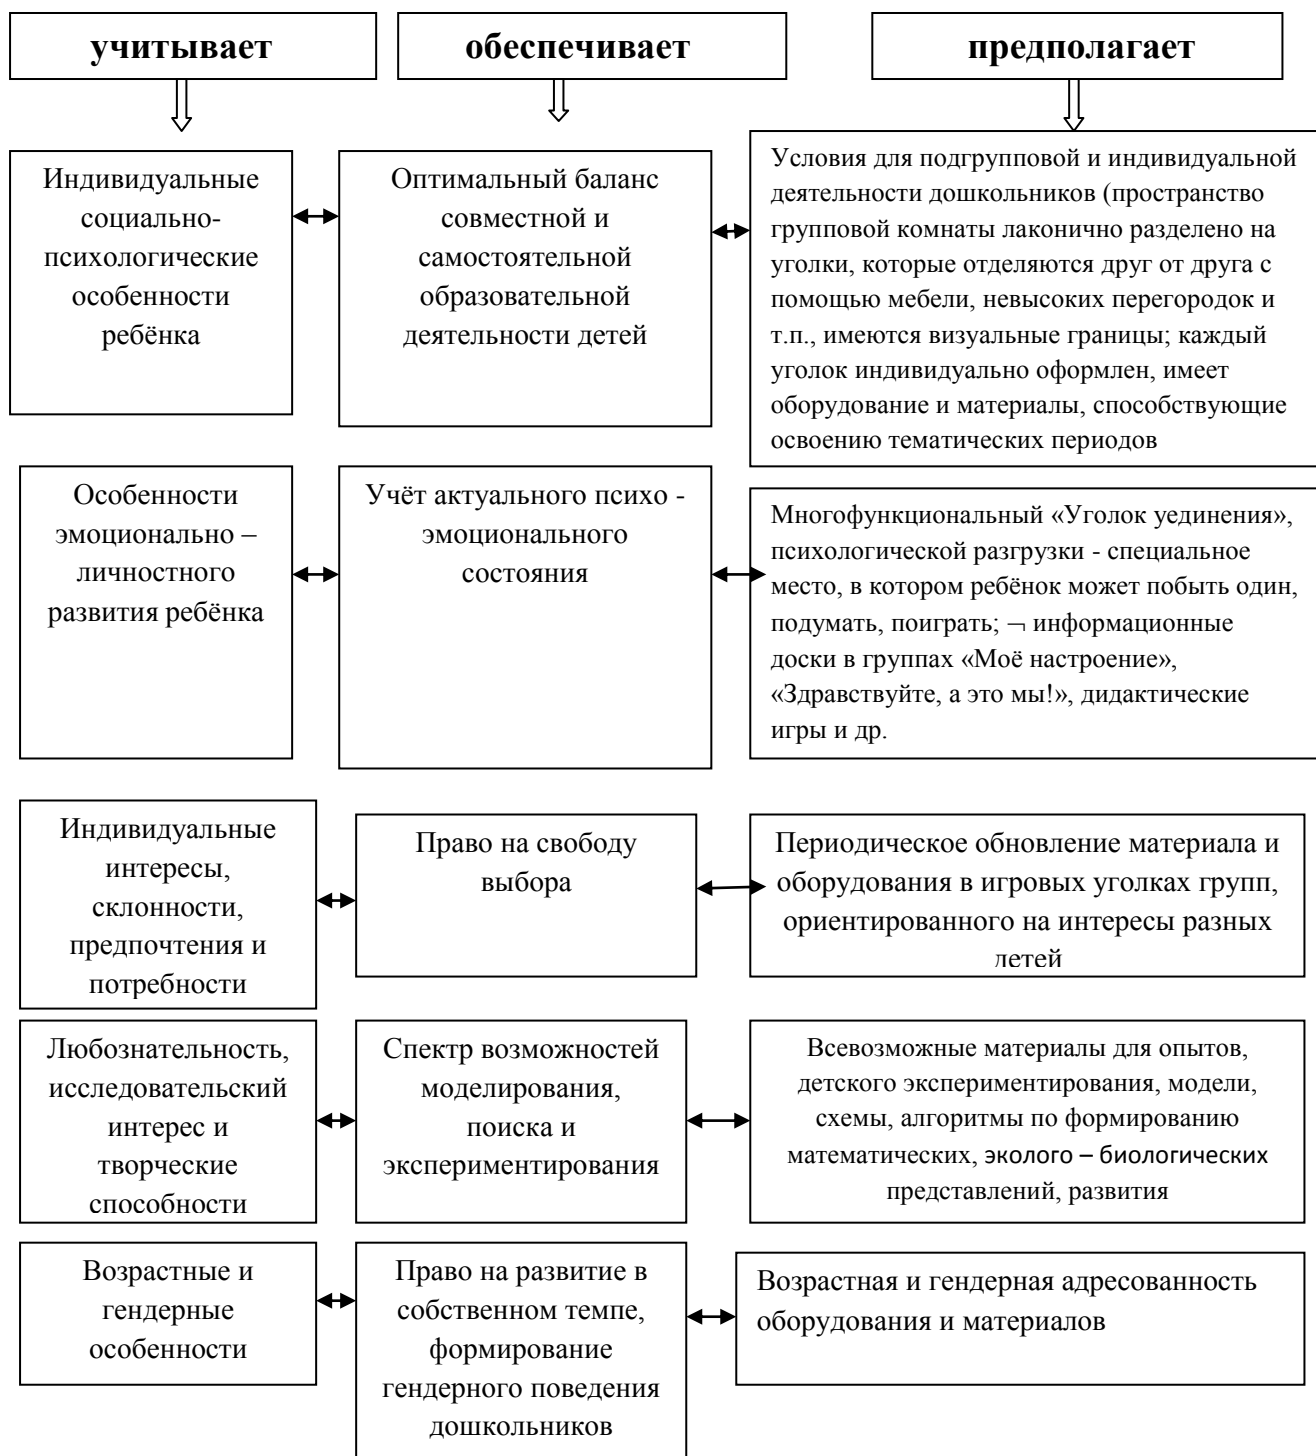 учитывает
обеспечивает
предполагает
Индивидуальные
социально-
психологические
особенности
ребёнка
Оптимальный баланс
совместной и
самостоятельной
образовательной
деятельности детей
Условия для подгрупповой и индивидуальной
деятельности дошкольников (пространство
групповой комнаты лаконично разделено на
уголки, которые отделяются друг от друга с
помощью мебели, невысоких перегородок и
т.п., имеются визуальные границы; каждый
уголок индивидуально оформлен, имеет
оборудование и материалы, способствующие
освоению тематических периодов
Особенности
эмоционально –
личностного
развития ребёнка
Учёт актуального психо -
эмоционального
состояния
Многофункциональный «Уголок уединения»,
психологической разгрузки - специальное
место, в котором ребёнок может побыть один,
подумать, поиграть; ¬ информационные
доски в группах «Моё настроение»,
«Здравствуйте, а это мы!», дидактические
игры и др.
Индивидуальные
интересы,
склонности,
предпочтения и
потребности
Право на свободу
выбора
Периодическое обновление материала и
оборудования в игровых уголках групп,
ориентированного на интересы разных
детей
Любознательность,
исследовательский
интерес и
творческие
способности
Спектр возможностей
моделирования,
поиска и
экспериментирования
Всевозможные материалы для опытов,
детского экспериментирования, модели,
схемы, алгоритмы по формированию
математических, эколого – биологических
представлений, развития
Возрастные и
гендерные
особенности
Право на развитие в
собственном темпе,
формирование
гендерного поведения
дошкольников
Возрастная и гендерная адресованность
оборудования и материалов